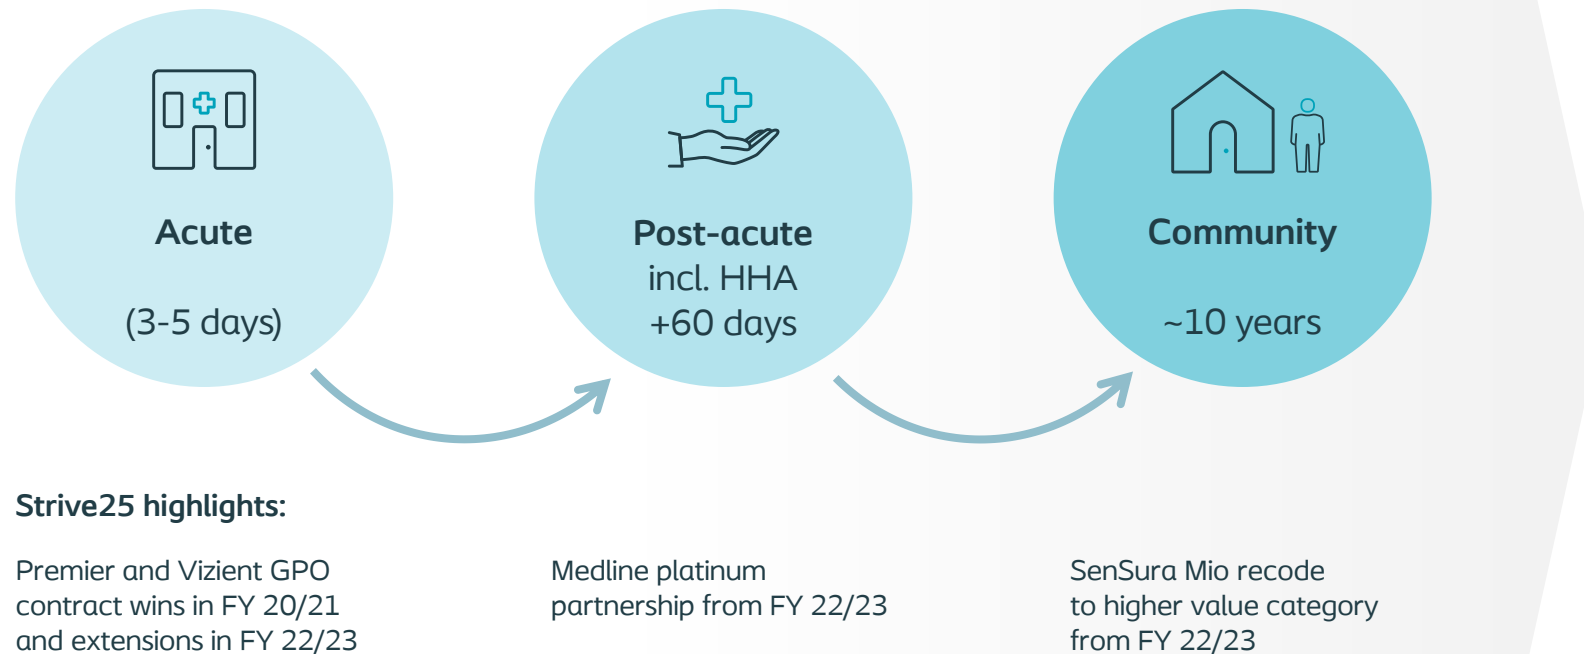 Acute
(3-5 days)
Post-acute
incl. HHA
+60 days
Community
~10 years
Strive25 highlights:
Premier and Vizient GPO
contract wins in FY 20/21
and extensions in FY 22/23
Medline platinum
partnership from FY 22/23
SenSura Mio recode
to higher value category
from FY 22/23